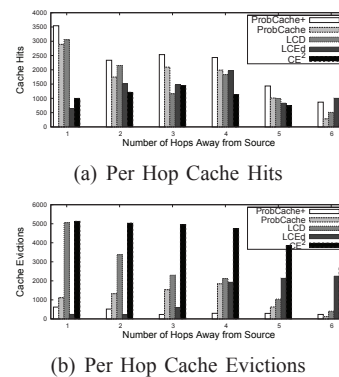 4000
3500
3000
2500
2000
1500
1000
500
0
Cache Hits
ProbCache+
ProbCache
LCD
LCEd
CE²
1 2 3 4 5 6
Number of Hops Away from Source
(a) Per Hop Cache Hits
6000
5000
4000
3000
2000
1000
0
Cache Evictions
ProbCache+
ProbCache
LCD
LCEd
CE²
1 2 3 4 5 6
Number of Hops Away from Source
(b) Per Hop Cache Evictions